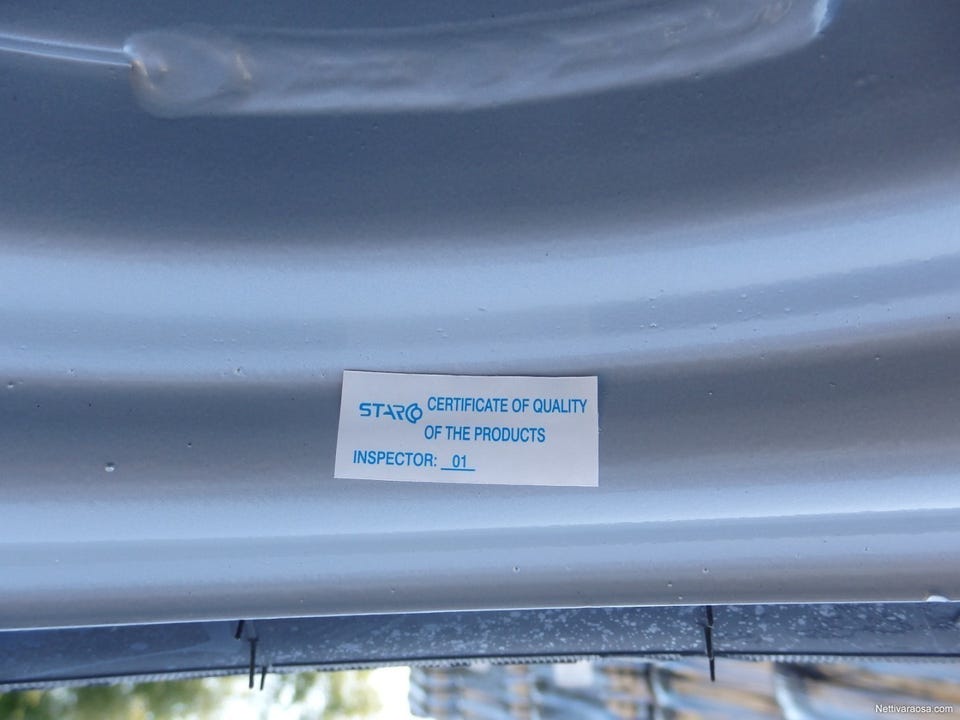 STARCO CERTIFICATE OF QUALITY
OF THE PRODUCTS
INSPECTOR: 01
Nettivaraosa.com